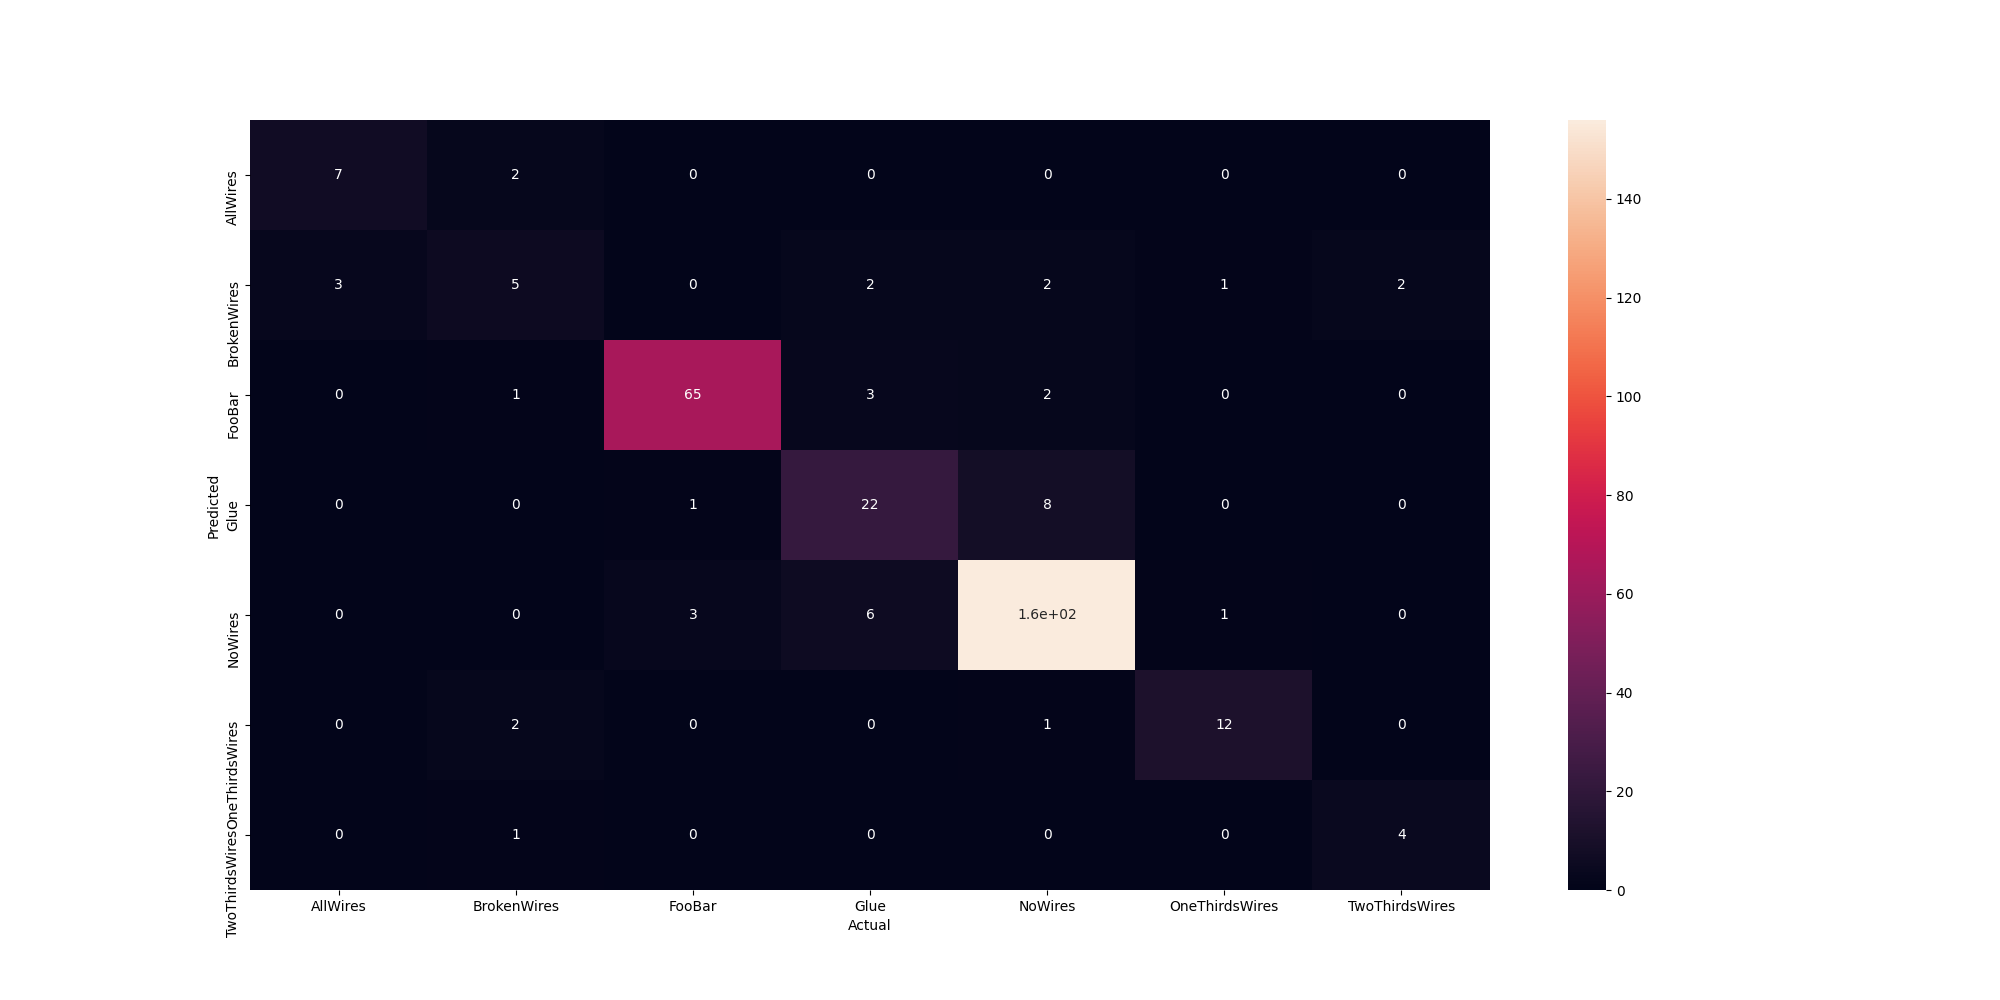 7 2 0 0 0 0 0
3 5 0 2 2 1 2
0 1 65 3 2 0 0
0 0 1 22 8 0 0
0 0 3 6 1.6e+02 1 0
0 2 0 0 1 12 0
0 1 0 0 0 0 4
AllWires
BrokenWires
FooBar
Glue
NoWires
OneThirdsWires
TwoThirdsWires
Predicted
AllWires BrokenWires FooBar Glue NoWires OneThirdsWires TwoThirdsWires
Actual
140
120
100
80
60
40
20
0